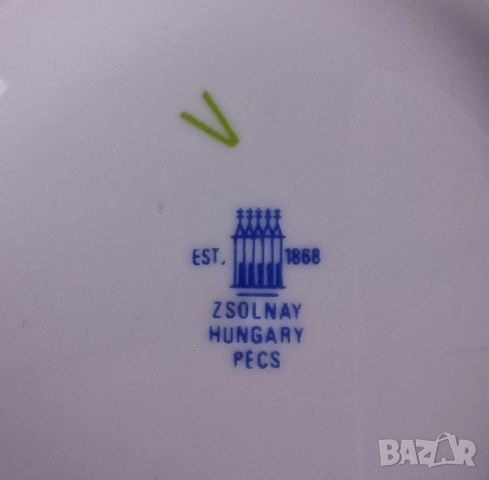 V
EST. 1868
ZSOLNAY
HUNGARY
PÉCS
BAZAR